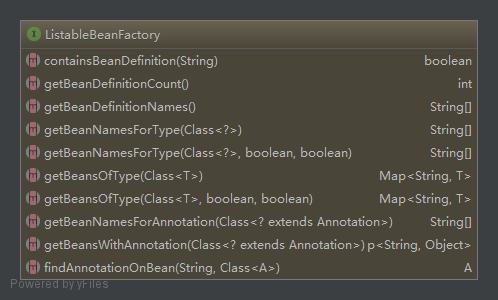 I ListableBeanFactory
m containsBeanDefinition(String) boolean
m getBeanDefinitionCount() int
m getBeanDefinitionNames() String[]
m getBeanNamesForType(Class<?>) String[]
m getBeanNamesForType(Class<?>, boolean, boolean) String[]
m getBeansOfType(Class<T>) Map<String, T>
m getBeansOfType(Class<T>, boolean, boolean) Map<String, T>
m getBeanNamesForAnnotation(Class<? extends Annotation>) String[]
m getBeansWithAnnotation(Class<? extends Annotation>) p<String, Object>
m findAnnotationOnBean(String, Class<A>) A
Powered by yFiles